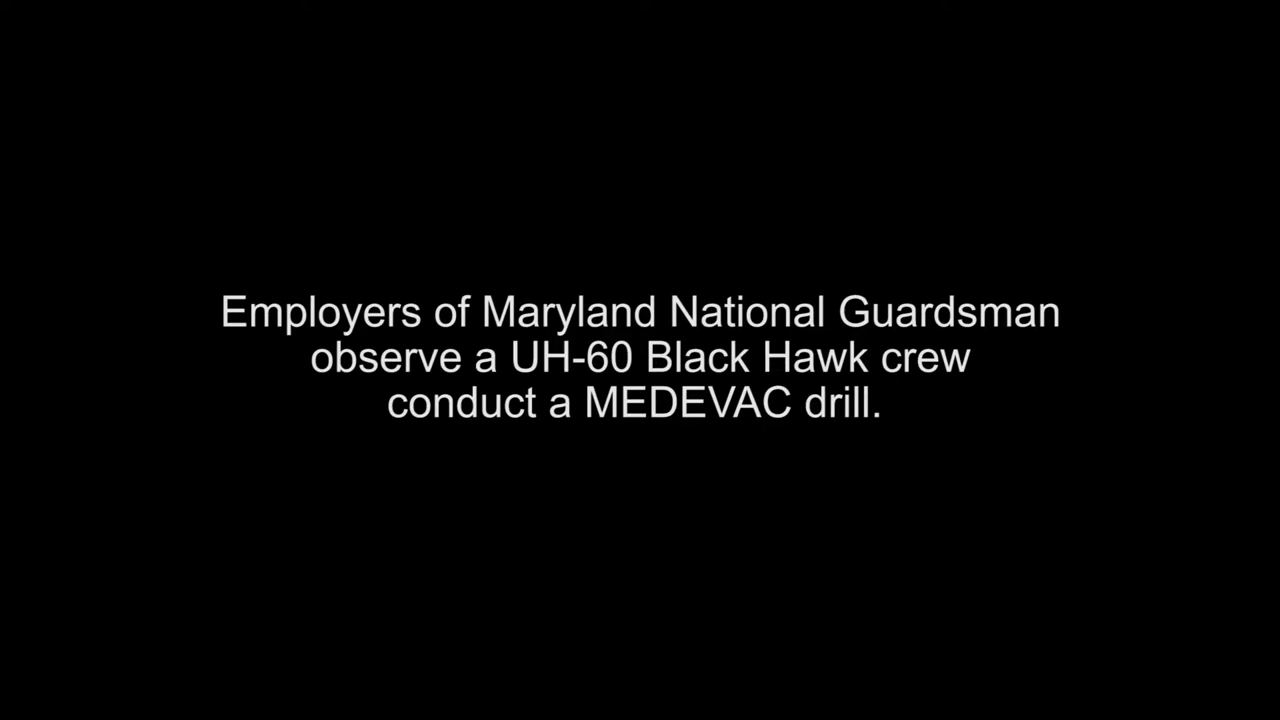 Employers of Maryland National Guardsman
observe a UH-60 Black Hawk crew
conduct a MEDEVAC drill.